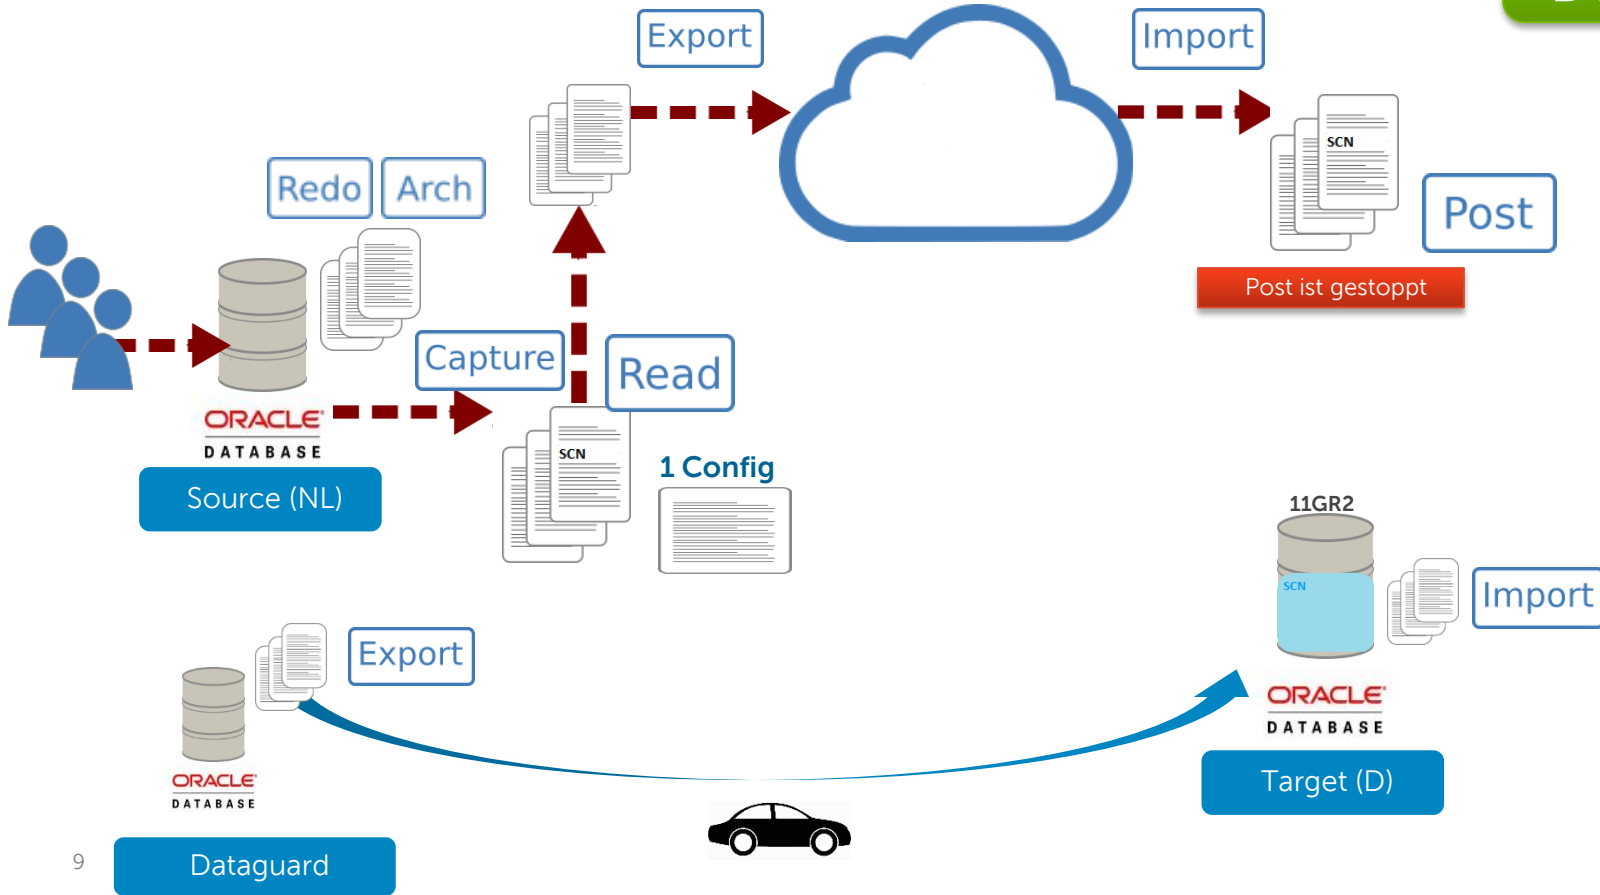 Export
Import
SCN
Redo
Arch
Post
Post ist gestoppt
Capture
Read
ORACLE
DATABASE
SCN
1 Config
Source (NL)
11GR2
SCN
Import
Export
ORACLE
DATABASE
ORACLE
DATABASE
Target (D)
9
Dataguard